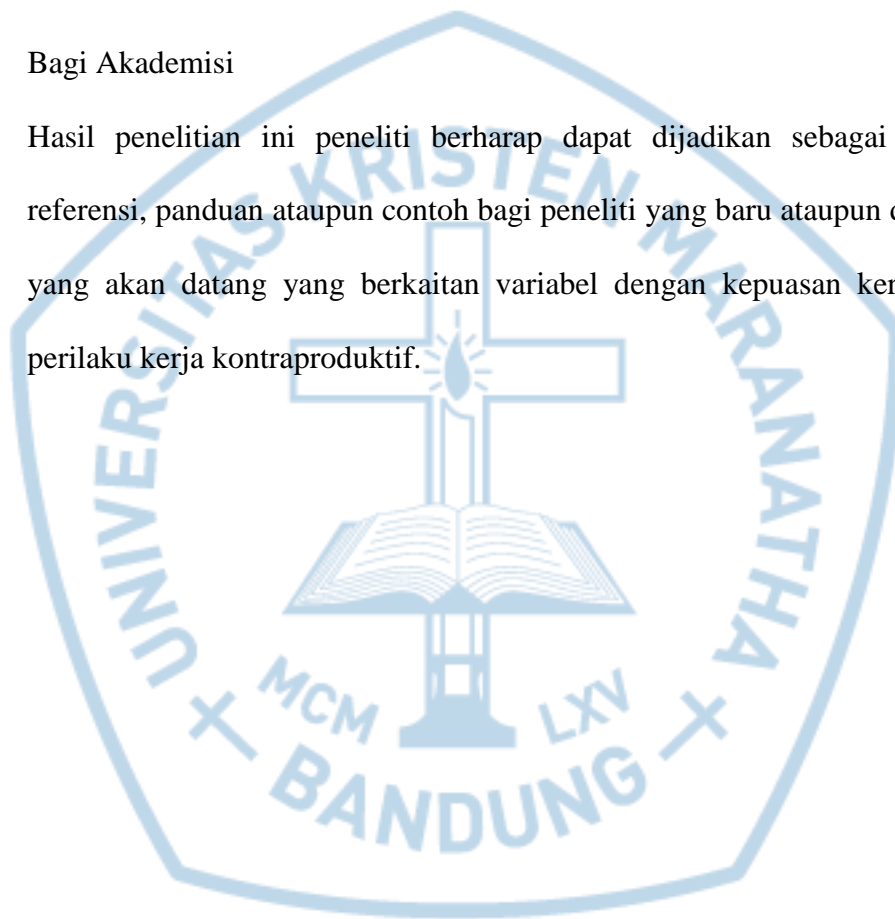 Bagi Akademisi
Hasil penelitian ini peneliti berharap dapat dijadikan sebagai
referensi, panduan ataupun contoh bagi peneliti yang baru ataupun
yang akan datang yang berkaitan variabel dengan kepuasan
perilaku kerja kontraproduktif.
UNIVERSITAS KRISTEN MARANATHA
MCM LXV
BANDUNG